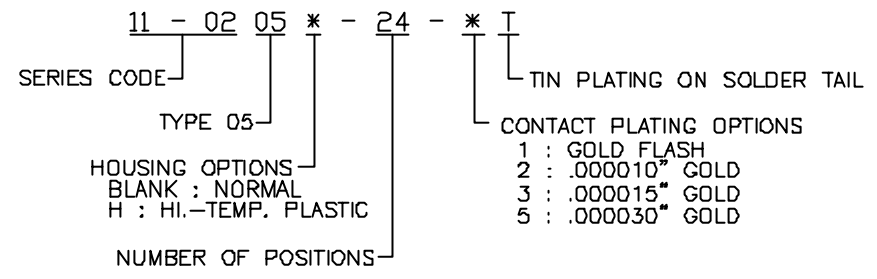 11 - 02 05 * - 24 - * T
SERIES CODE
TIN PLATING ON SOLDER TAIL
TYPE 05
CONTACT PLATING OPTIONS
1 : GOLD FLASH
2 : .000010" GOLD
3 : .000015" GOLD
5 : .000030" GOLD
HOUSING OPTIONS
BLANK : NORMAL
H : HI.-TEMP. PLASTIC
NUMBER OF POSITIONS